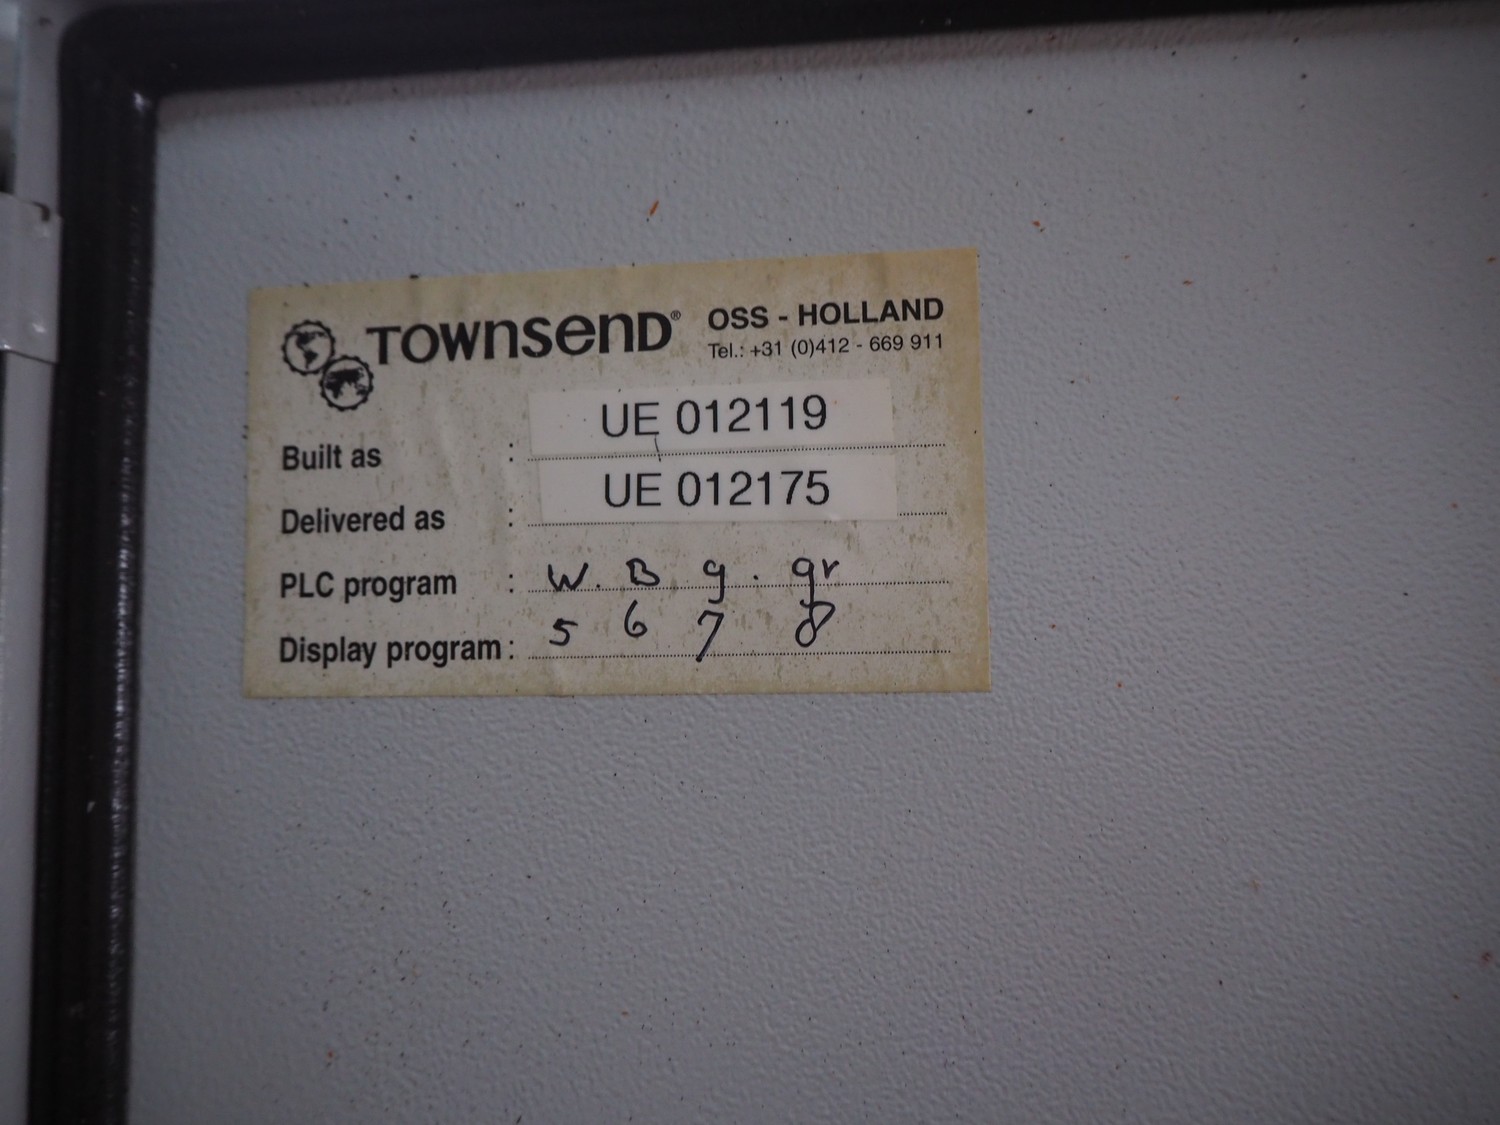 TOWNSEND® OSS - HOLLAND
Tel.: +31 (0)412 - 669 911
Built as : UE 012119
Delivered as : UE 012175
PLC program : W. B g. gr
Display program: 5 6 7 8